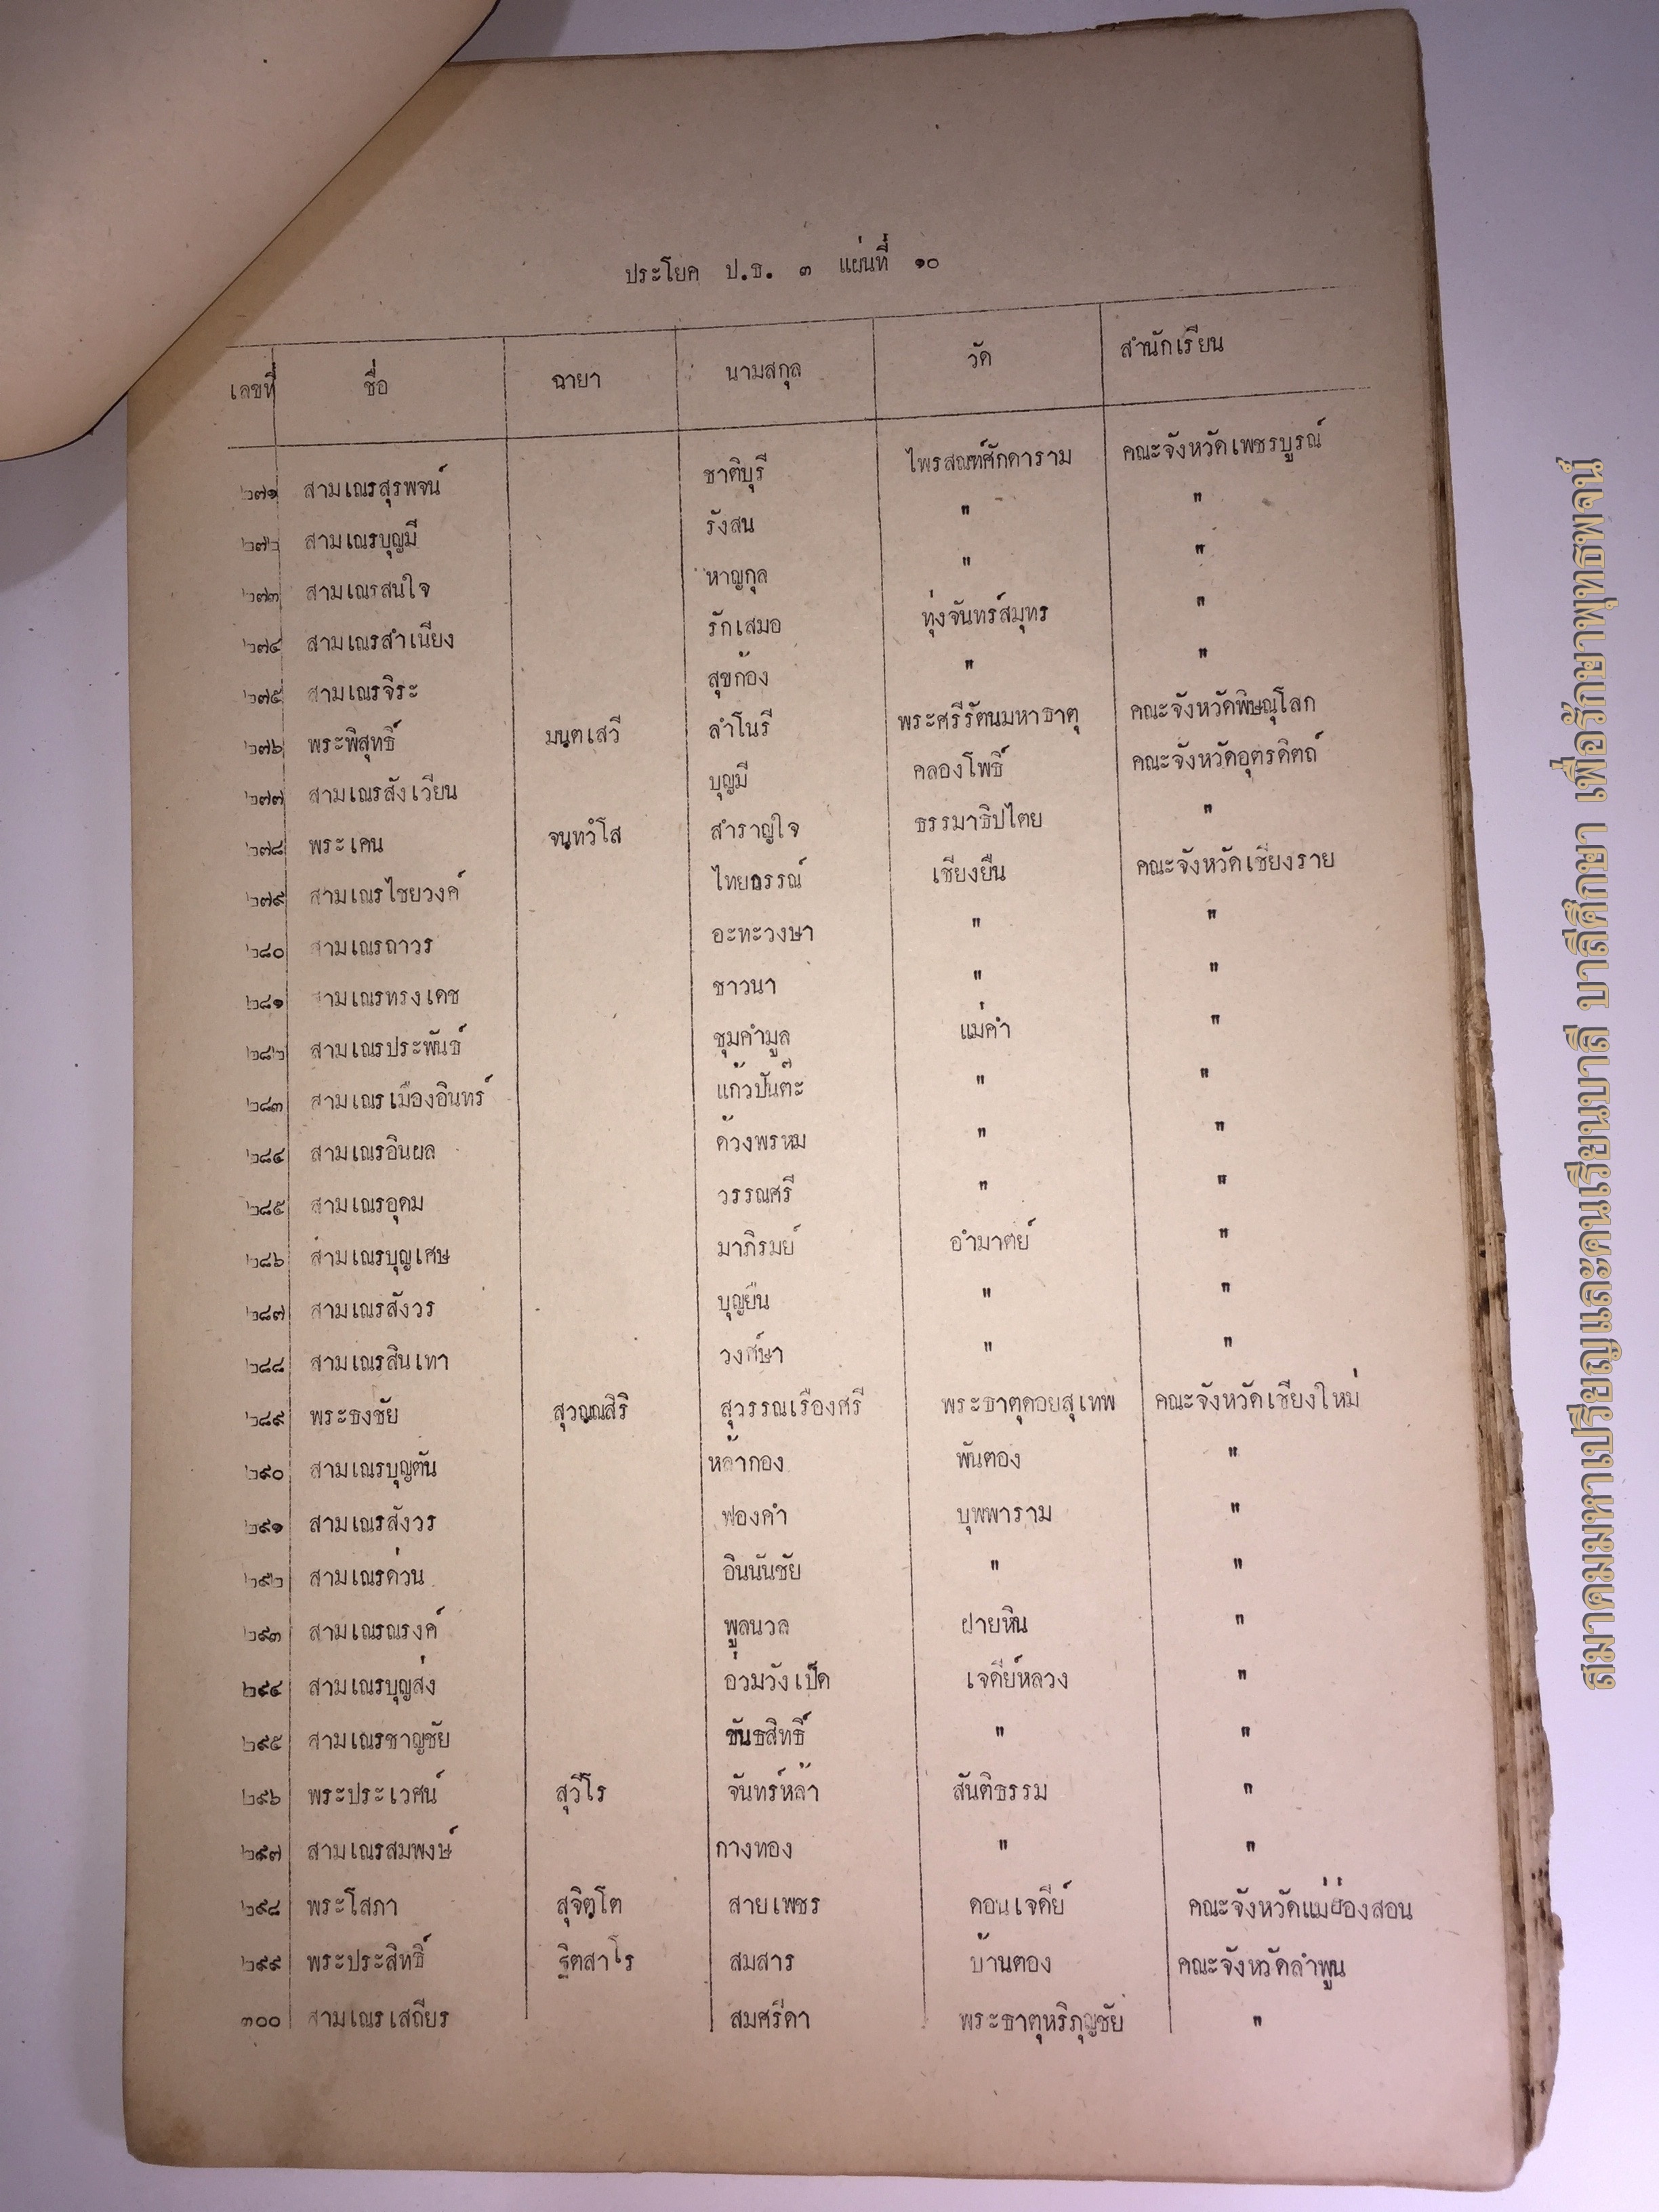 ประโยค ป.ธ. ๓ แผ่นที่ ๑๐
เลขที่ ชื่อ ฉายา นามสกุล วัด สำนักเรียน
๒๗๑ สามเณรสุรพจน์ ชาติบุรี ไพรสณฑ์ศักดาราม คณะจังหวัดเพชรบูรณ์
๒๗๒ สามเณรบุญมี รังสน " "
๒๗๓ สามเณรสนใจ หาญกุล " "
๒๗๔ สามเณรสำเนียง รักเสมอ ทุ่งจันทร์สมุทร "
๒๗๕ สามเณรจิระ สุขก้อง " "
๒๗๖ พระพิสุทธิ์ มนฺตเสวี ลำโนรี พระศรีรัตนมหาธาตุ คณะจังหวัดพิษณุโลก
๒๗๗ สามเณรสังเวียน บุญมี คลองโพธิ์ คณะจังหวัดอุตรดิตถ์
๒๗๘ พระเคน จนฺทวํโส สำราญใจ ธรรมาธิปไตย "
๒๗๙ สามเณรไชยวงค์ ไทยวรรณ์ เชียงยืน คณะจังหวัดเชียงราย
๒๘๐ สามเณรถาวร อะทะวงษา " "
๒๘๑ สามเณรทรงเดช ชาวนา " "
๒๘๒ สามเณรประพันธ์ ชุมคำมูล แม่คำ "
๒๘๓ สามเณรเมืองอินทร์ แก้วปันต๊ะ " "
๒๘๔ สามเณรอินผล ด้วงพรหม " "
๒๘๕ สามเณรอุดม วรรณศรี " "
๒๘๖ สามเณรบุญเศษ มาภิรมย์ อำมาตย์ "
๒๘๗ สามเณรสังวร บุญยืน " "
๒๘๘ สามเณรสินเทา วงศ์ษา " "
๒๘๙ พระธงชัย สุวณฺณสิริ สุวรรณเรืองศรี พระธาตุดอยสุเทพ คณะจังหวัดเชียงใหม่
๒๙๐ สามเณรบุญตัน หล้ากอง พันตอง "
๒๙๑ สามเณรสังวร ฟองคำ บุพพาราม "
๒๙๒ สามเณรด่วน อินนันชัย " "
๒๙๓ สามเณรณรงค์ พูลนวล ฝายหิน "
๒๙๔ สามเณรบุญส่ง อ่วมวังเป็ด เจดีย์หลวง "
๒๙๕ สามเณรชาญชัย ขันธสิทธิ์ " "
๒๙๖ พระประเวศน์ สุวีโร จันทร์หล้า สันติธรรม "
๒๙๗ สามเณรสมพงษ์ กางทอง " "
๒๙๘ พระโสภา สุจิตฺโต สายเพชร ดอนเจดีย์ คณะจังหวัดแม่ฮ่องสอน
๒๙๙ พระประสิทธิ์ ฐิตสาโร สมสาร บ้านตอง คณะจังหวัดลำพูน
๓๐๐ สามเณรเสถียร สมศรีดา พระธาตุหริภุญชัย "
สมาคมมหาเปรียญและคนเรียนบาลี บาลีศึกษา เพื่อรักษาพุทธพจน์